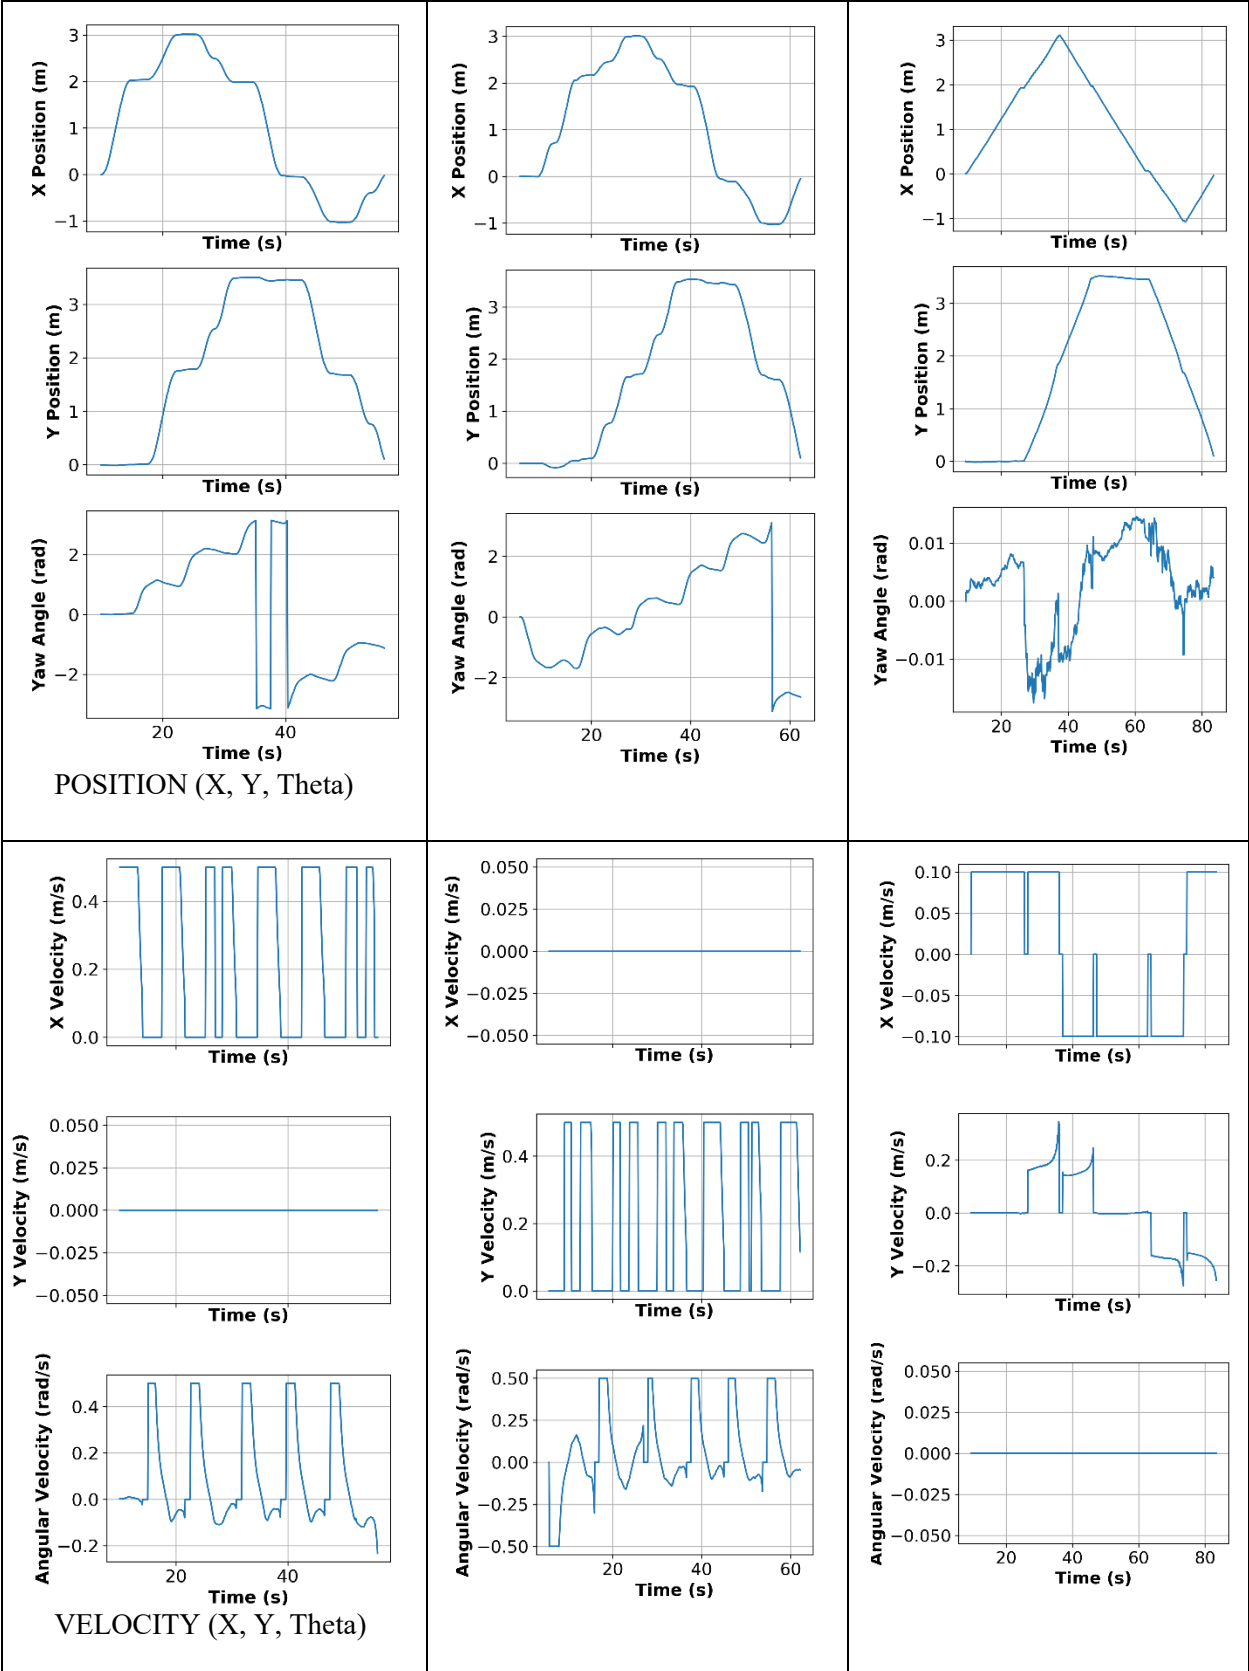 X Position (m)
3
2
1
0
−1
Time (s)
X Position (m)
3
2
1
0
−1
Time (s)
X Position (m)
3
2
1
0
−1
Time (s)
Y Position (m)
3
2
1
0
Time (s)
Y Position (m)
3
2
1
0
Time (s)
Y Position (m)
3
2
1
0
Time (s)
Yaw Angle (rad)
2
0
−2
20 40
Time (s)
Yaw Angle (rad)
2
0
−2
20 40 60
Time (s)
Yaw Angle (rad)
0.01
0.00
−0.01
20 40 60 80
Time (s)
POSITION (X, Y, Theta)
X Velocity (m/s)
0.4
0.2
0.0
Time (s)
X Velocity (m/s)
0.050
0.025
0.000
−0.025
−0.050
Time (s)
X Velocity (m/s)
0.10
0.05
0.00
−0.05
−0.10
Time (s)
Y Velocity (m/s)
0.050
0.025
0.000
−0.025
−0.050
Time (s)
Y Velocity (m/s)
0.4
0.2
0.0
Time (s)
Y Velocity (m/s)
0.2
0.0
−0.2
Time (s)
Angular Velocity (rad/s)
0.4
0.2
0.0
−0.2
20 40
Time (s)
Angular Velocity (rad/s)
0.50
0.25
0.00
−0.25
−0.50
20 40 60
Time (s)
Angular Velocity (rad/s)
0.050
0.025
0.000
−0.025
−0.050
20 40 60 80
Time (s)
VELOCITY (X, Y, Theta)